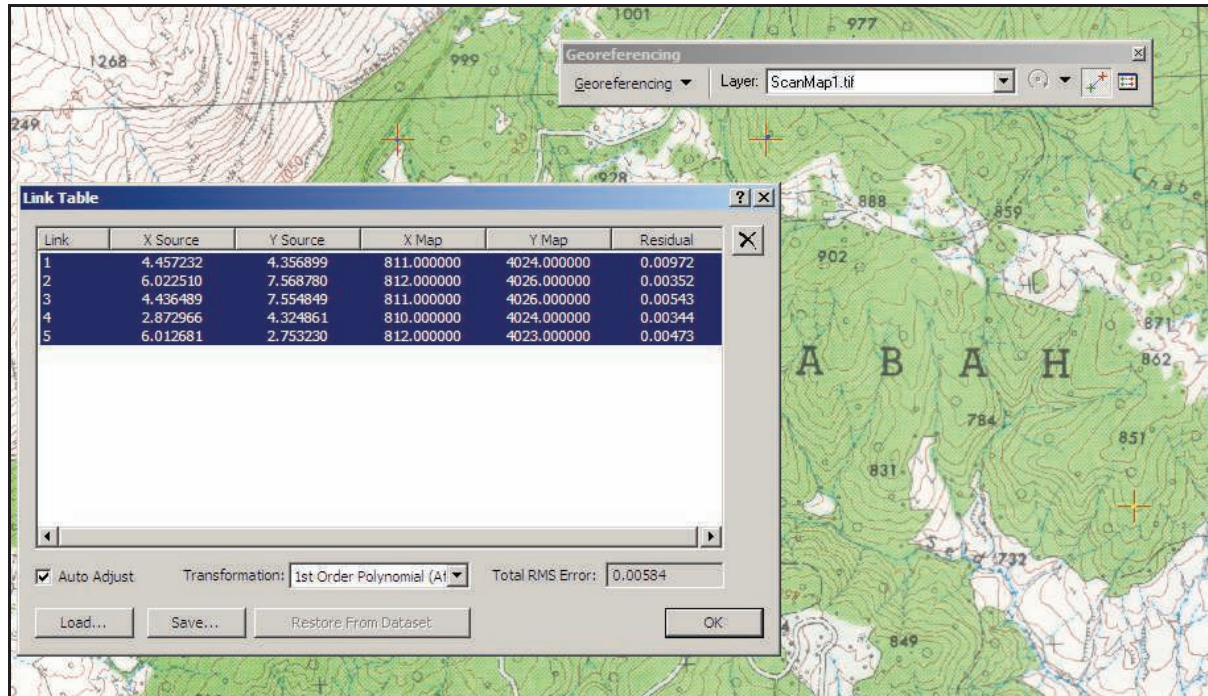 1001
977
1268
999
Georeferencing
Georeferencing Layer: ScanMap1.tif
249
1050
928
Chabe
Link Table
888
859
Link X Source Y Source X Map Y Map Residual
1 4.457232 4.356899 811.000000 4024.000000 0.00972
902
2 6.022510 7.568780 812.000000 4026.000000 0.00352
3 4.436489 7.554849 811.000000 4026.000000 0.00543
4 2.872966 4.324861 810.000000 4024.000000 0.00344
5 6.012681 2.753230 812.000000 4023.000000 0.00473
871
862
A B A H
784
851
831
Seld 732
Auto Adjust Transformation: 1st Order Polynomial (Af Total RMS Error: 0.00584
Load... Save... Restore From Dataset OK
849